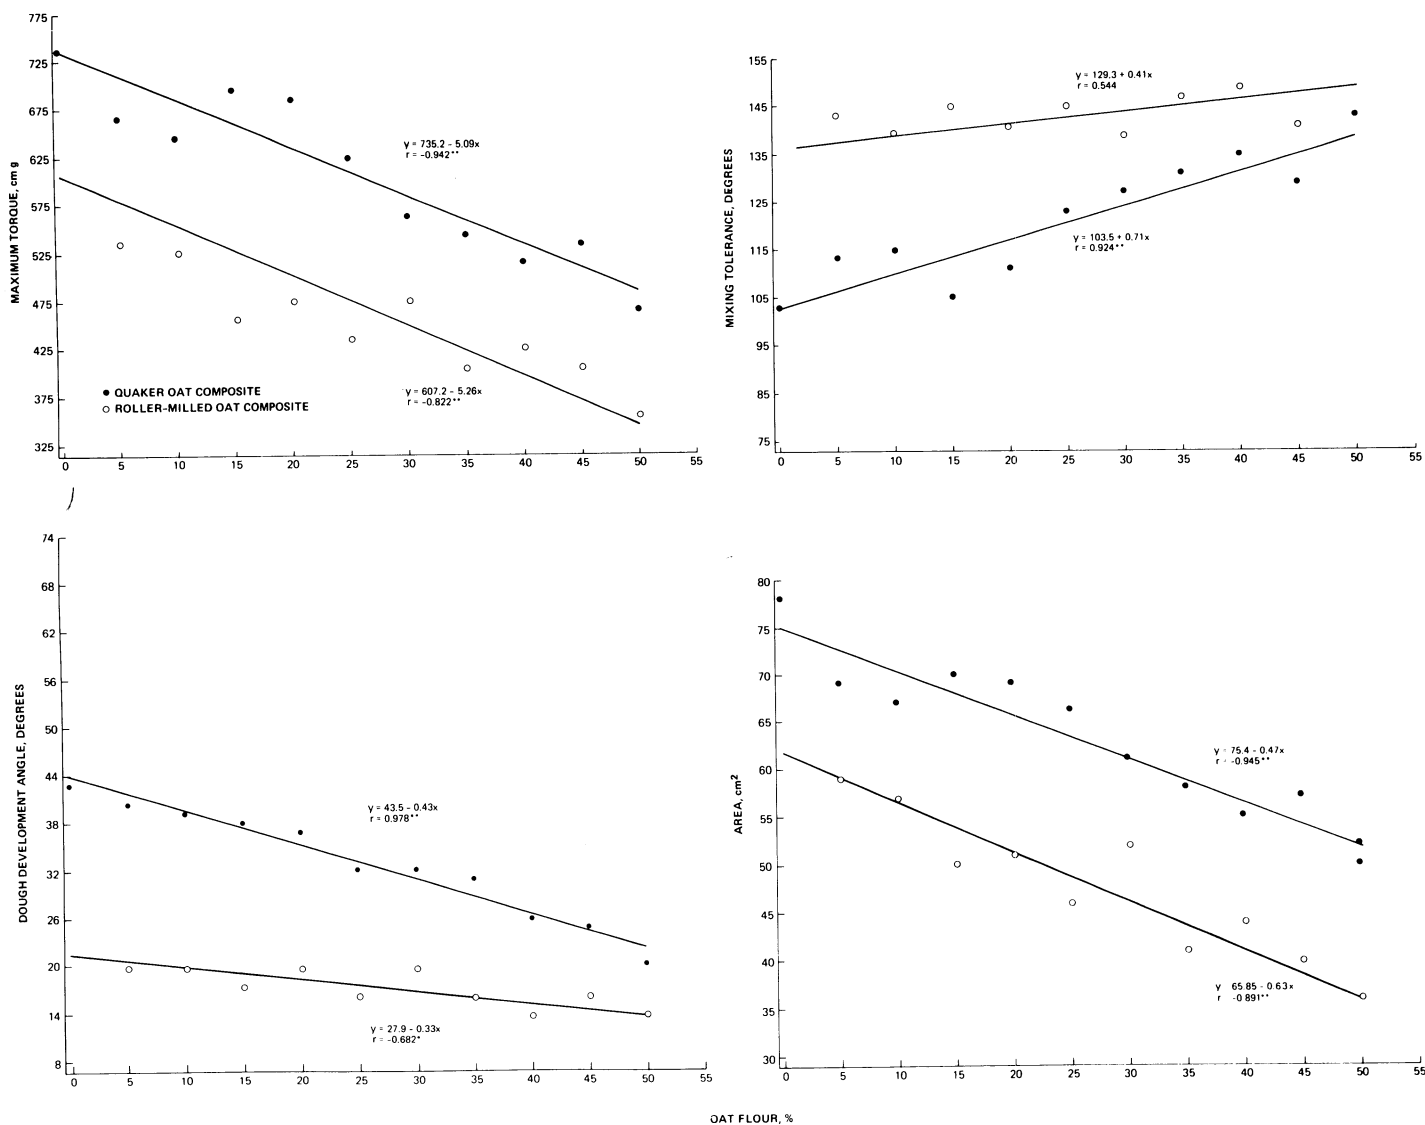 775
725
675
625
575
525
475
425
375
325
MAXIMUM TORQUE, cm g
y = 735.2 - 5.09x
r = -0.942**
y = 607.2 - 5.26x
r = -0.822**
● QUAKER OAT COMPOSITE
○ ROLLER-MILLED OAT COMPOSITE
0 5 10 15 20 25 30 35 40 45 50 55
155
145
135
125
115
105
95
85
75
MIXING TOLERANCE, DEGREES
y = 129.3 + 0.41x
r = 0.544
y = 103.5 + 0.71x
r = 0.924**
0 5 10 15 20 25 30 35 40 45 50 55
74
68
62
56
50
44
38
32
26
20
14
8
DOUGH DEVELOPMENT ANGLE, DEGREES
y = 43.5 - 0.43x
r = 0.978**
y = 27.9 - 0.33x
r = -0.682*
0 5 10 15 20 25 30 35 40 45 50 55
80
75
70
65
60
55
50
45
40
35
30
AREA, cm²
y = 75.4 - 0.47x
r = -0.945**
y 65.85 - 0.63x
r -0.891**
0 5 10 15 20 25 30 35 40 45 50 55
OAT FLOUR, %